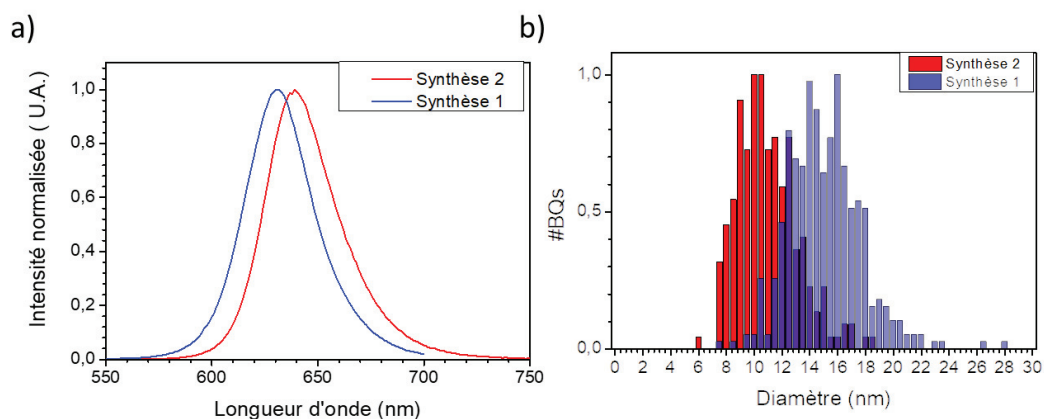 a)
Intensité normalisée ( U.A.)
1,0
0,8
0,6
0,4
0,2
0,0
Synthèse 2
Synthèse 1
550 600 650 700 750
Longueur d'onde (nm)
b)
#BQs
1,0
0,5
0,0
Synthèse 2
Synthèse 1
0 2 4 6 8 10 12 14 16 18 20 22 24 26 28 30
Diamètre (nm)